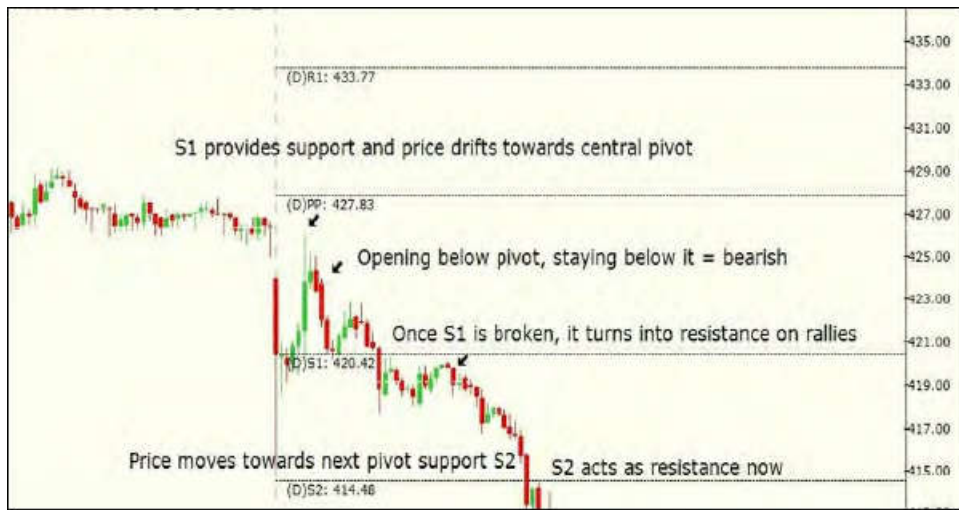 435.00
(D)R1: 433.77
433.00
431.00
S1 provides support and price drifts towards central pivot
429.00
(D)PP: 427.83
427.00
Opening below pivot, staying below it = bearish
425.00
423.00
Once S1 is broken, it turns into resistance on rallies
421.00
(D)S1: 420.42
419.00
417.00
Price moves towards next pivot support S2
S2 acts as resistance now
415.00
(D)S2: 414.48